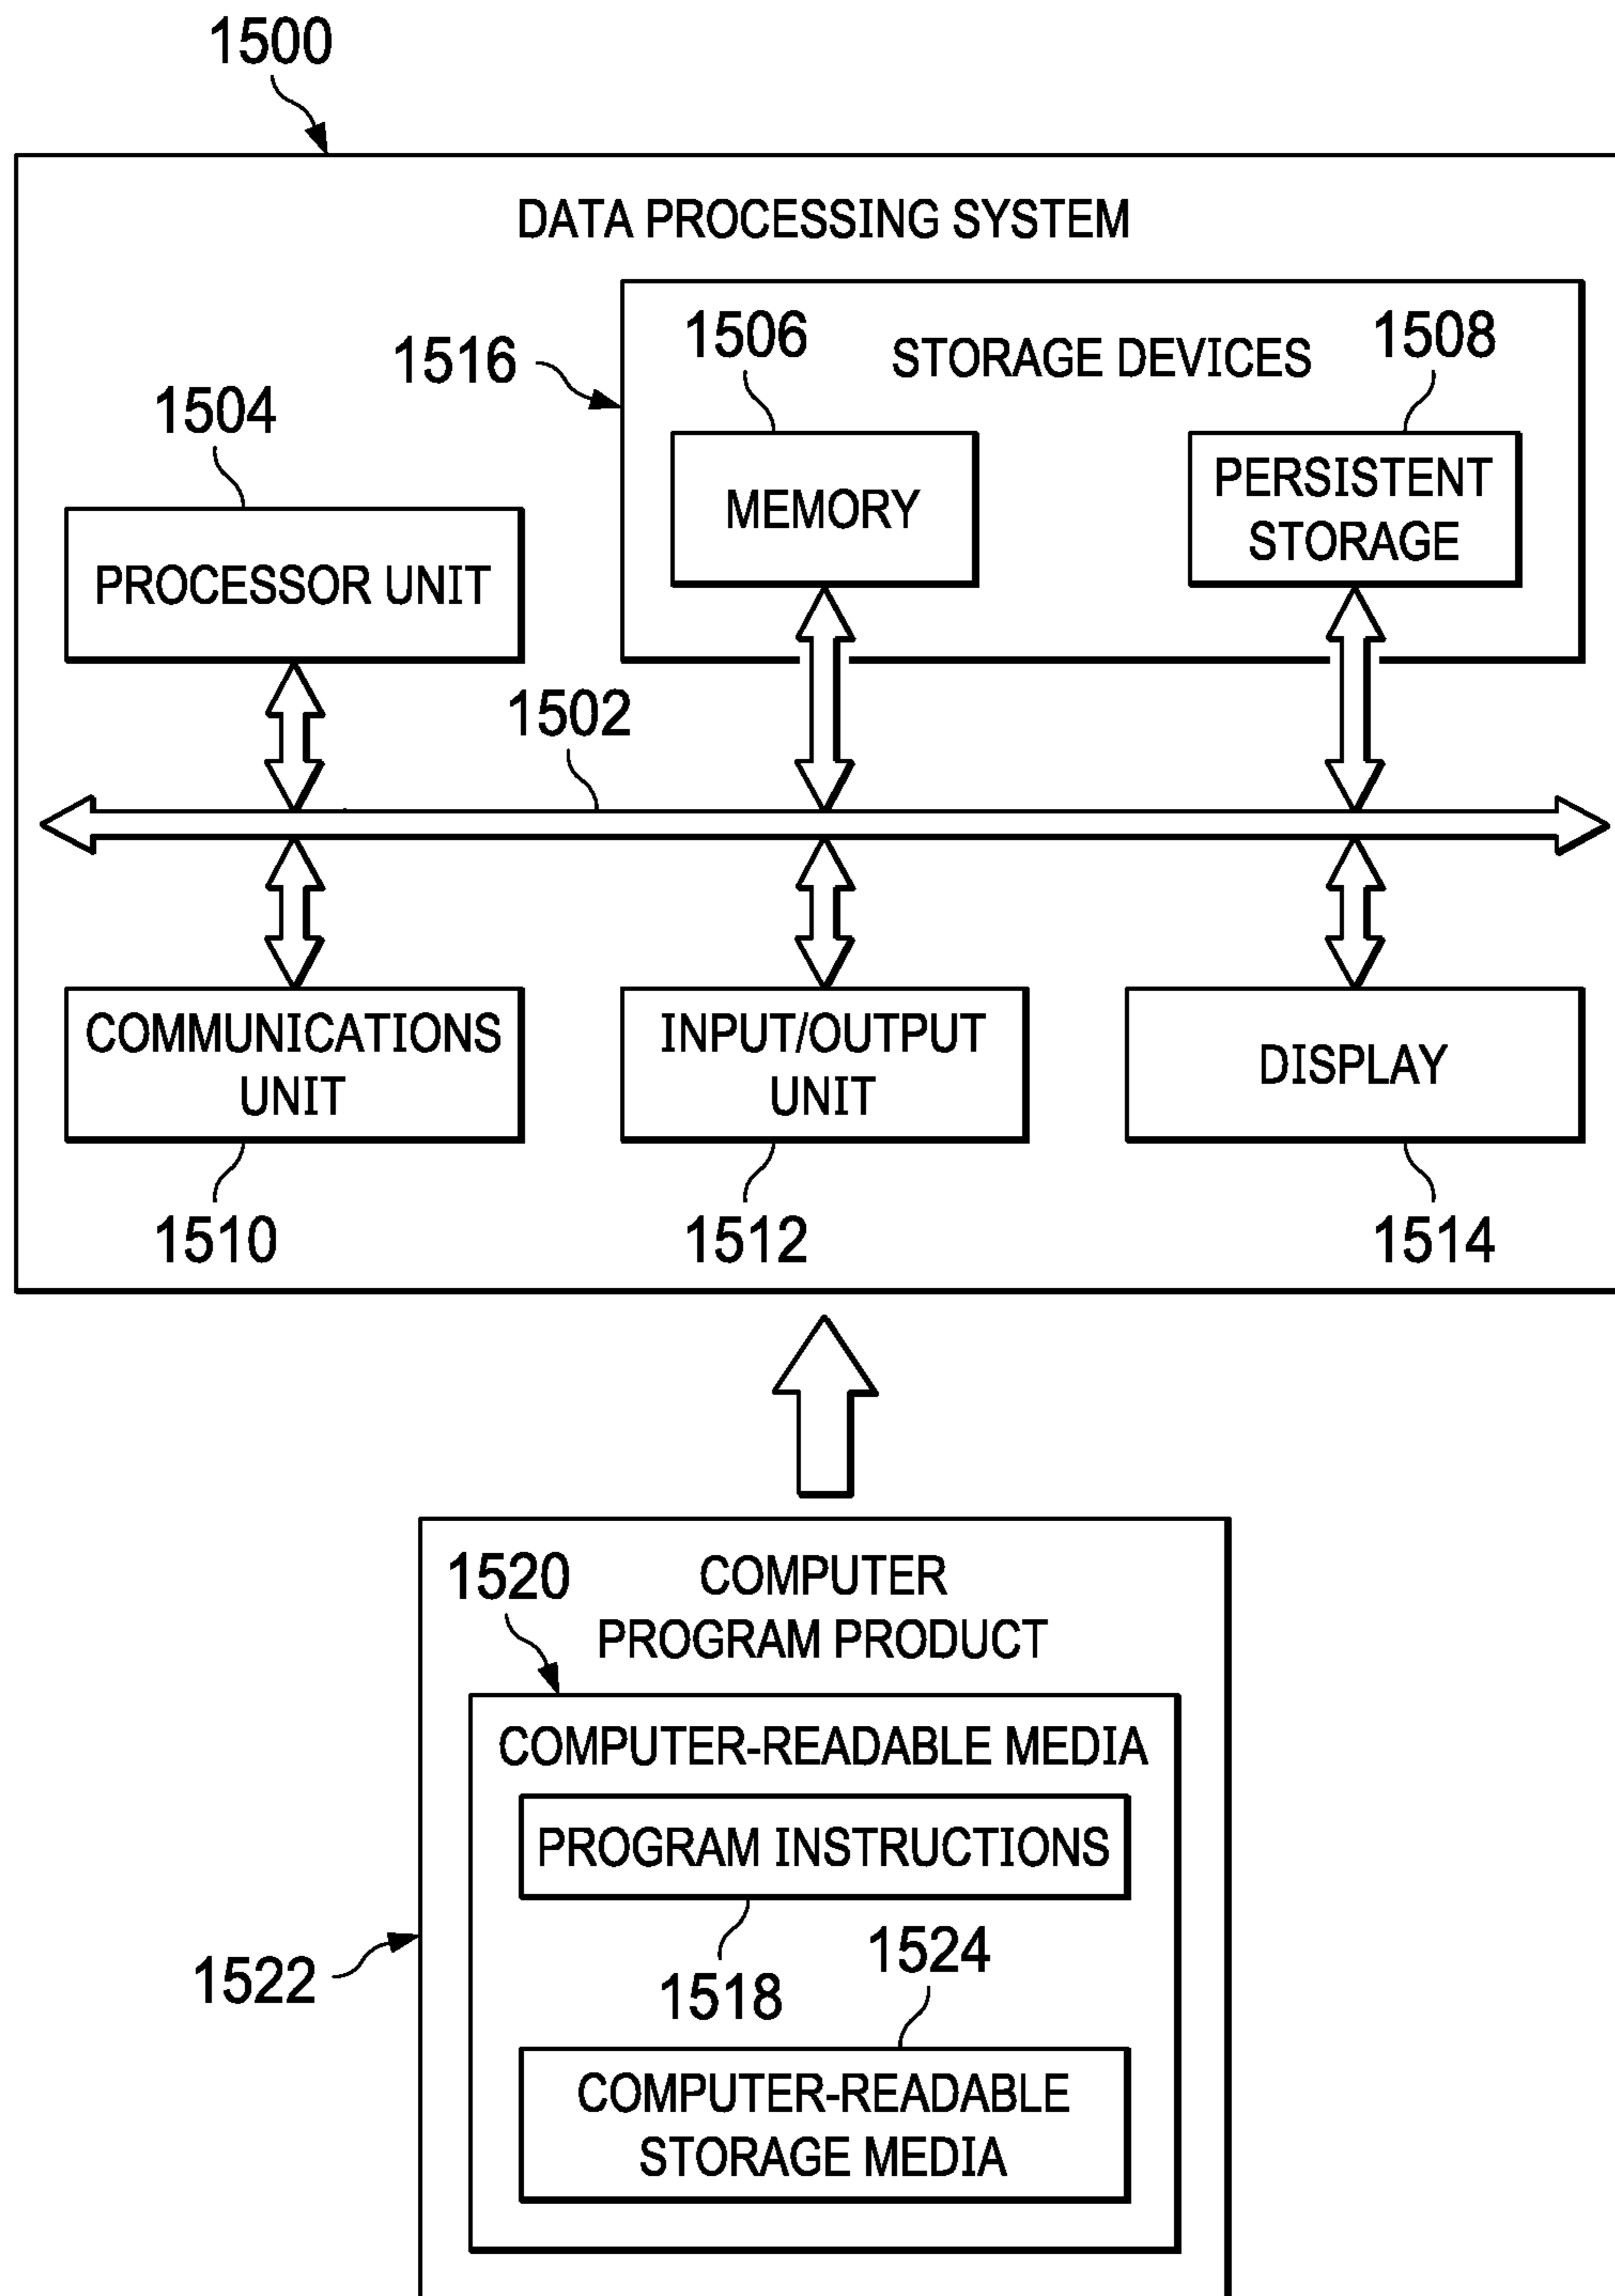 1500
DATA PROCESSING SYSTEM
1516
1506
STORAGE DEVICES
1508
1504
MEMORY
PERSISTENT
STORAGE
PROCESSOR UNIT
1502
COMMUNICATIONS
UNIT
INPUT/OUTPUT
UNIT
DISPLAY
1510
1512
1514
1520
COMPUTER
PROGRAM PRODUCT
COMPUTER-READABLE MEDIA
PROGRAM INSTRUCTIONS
1518
1522
1524
COMPUTER-READABLE
STORAGE MEDIA